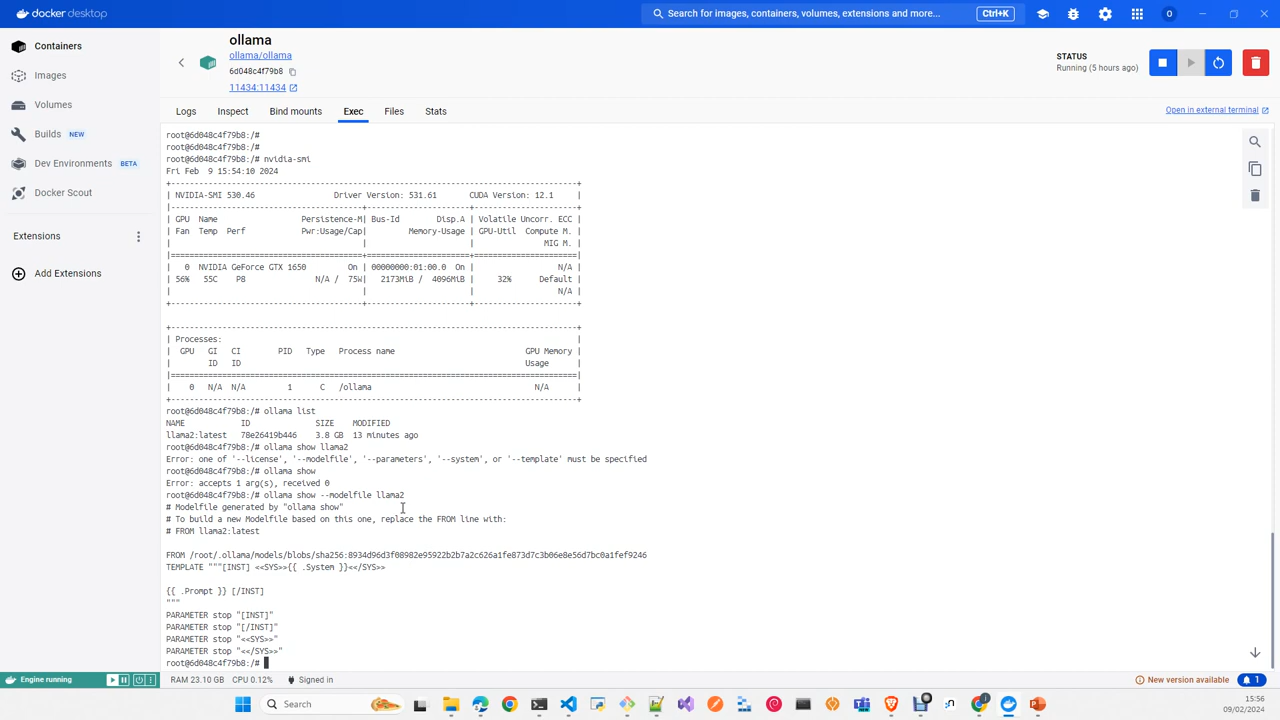 docker desktop
Search for images, containers, volumes, extensions and more...
Ctrl+K
O
Containers
Images
Volumes
Builds NEW
Dev Environments BETA
Docker Scout
Extensions
Add Extensions
ollama
ollama/ollama
6d048c4f79b8
11434:11434
STATUS
Running (5 hours ago)
Logs Inspect Bind mounts Exec Files Stats
Open in external terminal
root@6d048c4f79b8:/#
root@6d048c4f79b8:/#
root@6d048c4f79b8:/# nvidia-smi
Fri Feb  9 15:54:10 2024
+-----------------------------------------------------------------------------+
| NVIDIA-SMI 530.46                 Driver Version: 531.61       CUDA Version: 12.1     |
|-------------------------------+----------------------+----------------------+
| GPU  Name                  Persistence-M| Bus-Id        Disp.A | Volatile Uncorr. ECC |
| Fan  Temp  Perf            Pwr:Usage/Cap|         Memory-Usage | GPU-Util  Compute M. |
|                                         |                      |               MIG M. |
|===============================+======================+======================|
|   0  NVIDIA GeForce GTX 1650         On | 00000000:01:00.0  On |                  N/A |
| 56%   55C    P8               N/A /  75W|   2173MiB /  4096MiB |     32%      Default |
|                                         |                      |                  N/A |
+-------------------------------+----------------------+----------------------+
+-----------------------------------------------------------------------------+
| Processes:                                                                  |
|  GPU   GI   CI        PID   Type   Process name                  GPU Memory |
|        ID   ID                                                   Usage      |
|=============================================================================|
|    0   N/A  N/A         1      C   /ollama                         N/A      |
+-----------------------------------------------------------------------------+
root@6d048c4f79b8:/# ollama list
NAME            ID              SIZE    MODIFIED
llama2:latest   78e26419b446    3.8 GB  13 minutes ago
root@6d048c4f79b8:/# ollama show llama2
Error: one of '--license', '--modelfile', '--parameters', '--system', or '--template' must be specified
root@6d048c4f79b8:/# ollama show
Error: accepts 1 arg(s), received 0
root@6d048c4f79b8:/# ollama show --modelfile llama2
# Modelfile generated by "ollama show"
# To build a new Modelfile based on this one, replace the FROM line with:
# FROM llama2:latest
FROM /root/.ollama/models/blobs/sha256:8934d96d3f08982e95922b2b7a2c626a1fe873d7c3b06e8e56d7bc0a1fef9246
TEMPLATE """[INST] <<SYS>>{{ .System }}<</SYS>>
{{ .Prompt }} [/INST]
"""
PARAMETER stop "[INST]"
PARAMETER stop "[/INST]"
PARAMETER stop "<<SYS>>"
PARAMETER stop "<</SYS>>"
root@6d048c4f79b8:/#
Engine running
RAM 23.10 GB CPU 0.12% Signed in
New version available
1
Search
15:56
09/02/2024